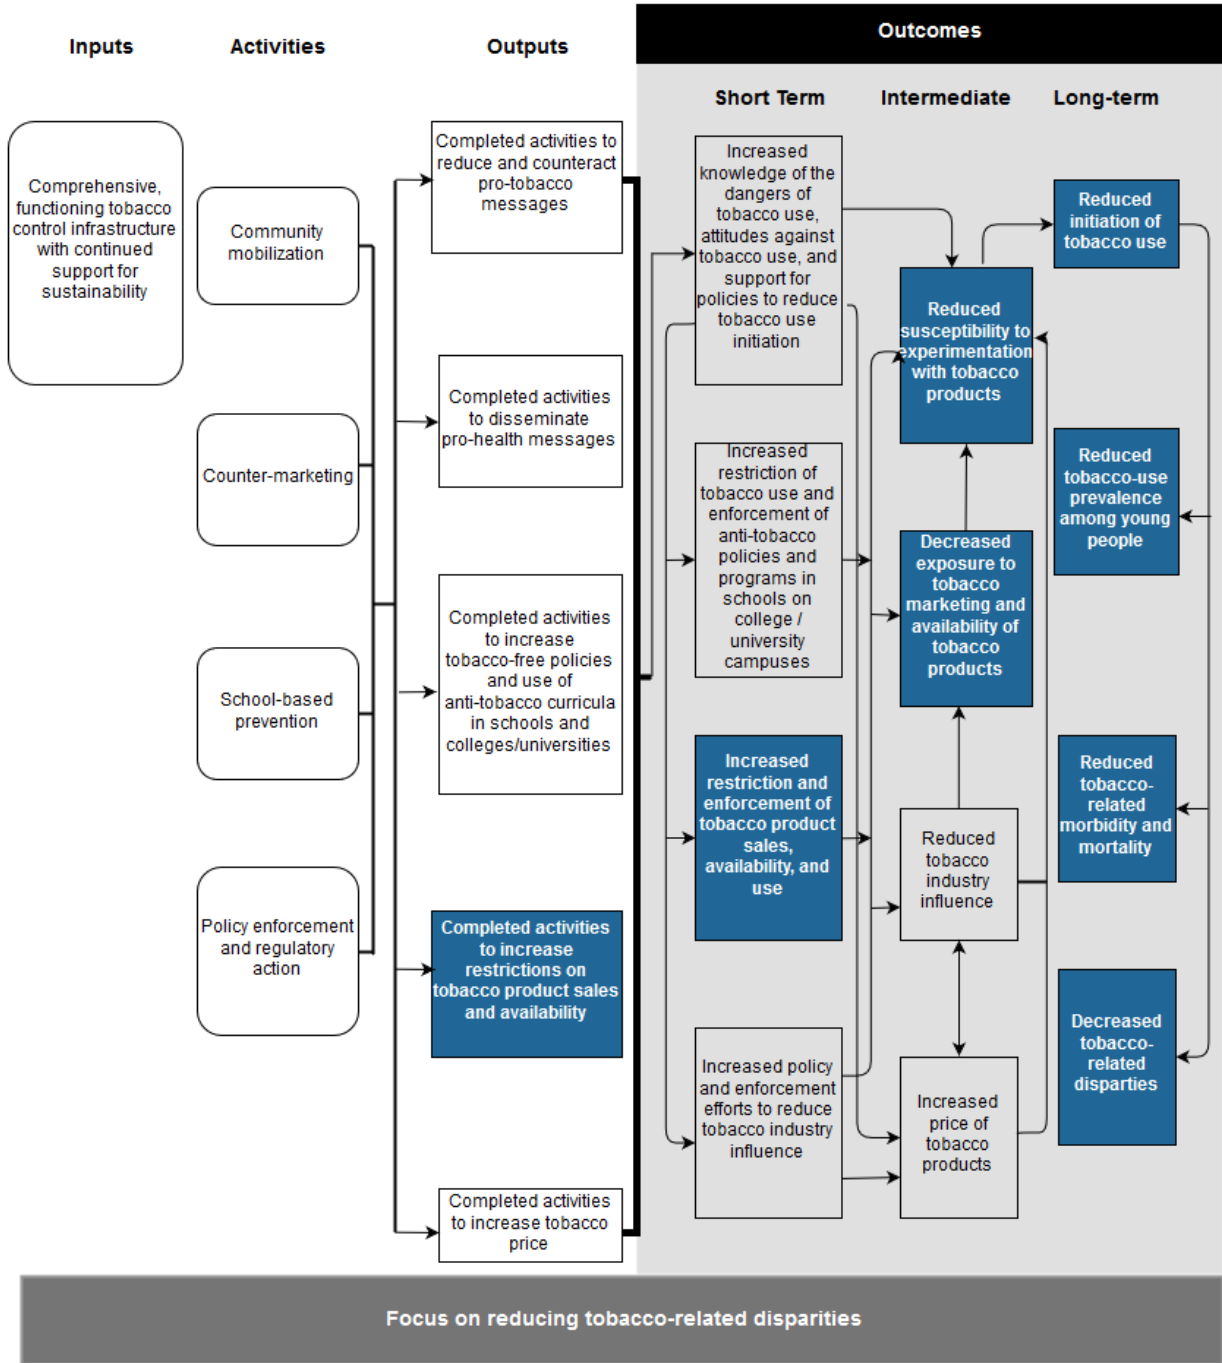 Outcomes
Inputs
Activities
Outputs
Short Term
Intermediate
Long-term
Comprehensive,
functioning tobacco
control infrastructure
with continued
support for
sustainability
Community
mobilization
Counter-marketing
School-based
prevention
Policy enforcement
and regulatory
action
Completed activities to
reduce and counteract
pro-tobacco
messages
Completed activities
to disseminate
pro-health messages
Completed activities
to increase
tobacco-free policies
and use of
anti-tobacco curricula
in schools and
colleges/universities
Completed activities
to increase
restrictions on
tobacco product sales
and availability
Completed activities
to increase tobacco
price
Increased
knowledge of the
dangers of
tobacco use,
attitudes against
tobacco use, and
support for
policies to reduce
tobacco use
initiation
Increased
restriction of
tobacco use and
enforcement of
anti-tobacco
policies and
programs in
schools on
college /
university
campuses
Increased
restriction and
enforcement of
tobacco product
sales,
availability, and
use
Increased policy
and enforcement
efforts to reduce
tobacco industry
influence
Reduced
susceptibility to
experimentation
with tobacco
products
Decreased
exposure to
tobacco
marketing and
availability of
tobacco
products
Reduced
tobacco
industry
influence
Increased
price of
tobacco
products
Reduced
initiation of
tobacco use
Reduced
tobacco-use
prevalence
among young
people
Reduced
tobacco-
related
morbidity and
mortality
Decreased
tobacco-
related
disparties
Focus on reducing tobacco-related disparities